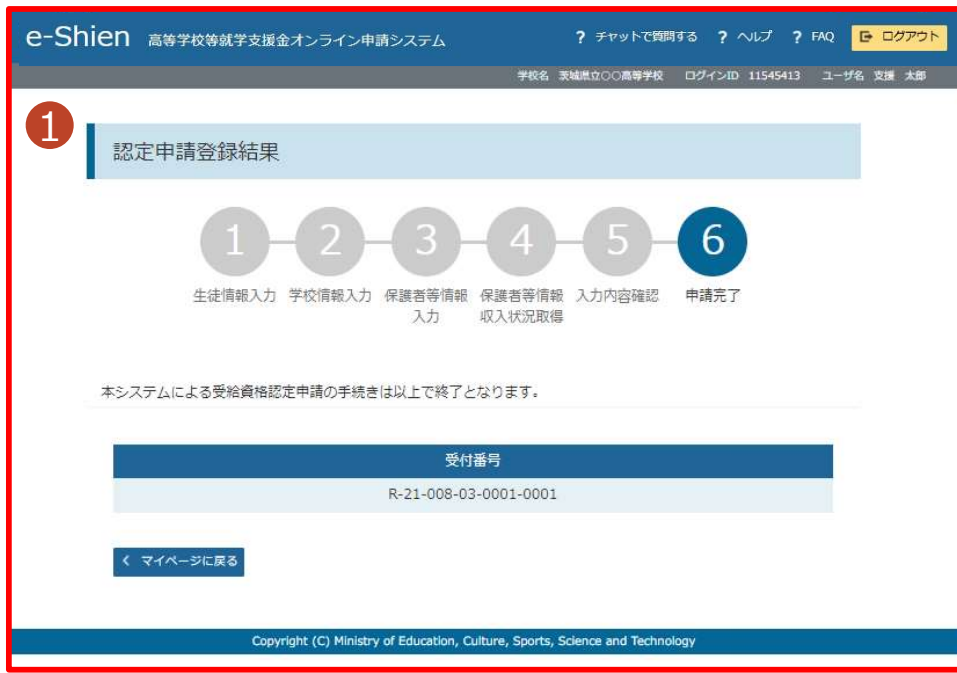 e-Shien 高等学校等就学支援金オンライン申請システム ? チャットで質問する ? ヘルプ ? FAQ ログアウト
学校名 茨城県立〇〇高等学校 ログインID 11545413 ユーザ名 支援 太郎
1
認定申請登録結果
1 2 3 4 5 6
生徒情報入力 学校情報入力 保護者等情報 保護者等情報 入力内容確認 申請完了
入力 収入状況取得
本システムによる受給資格認定申請の手続きは以上で終了となります。
受付番号
R-21-008-03-0001-0001
マイページに戻る
Copyright (C) Ministry of Education, Culture, Sports, Science and Technology